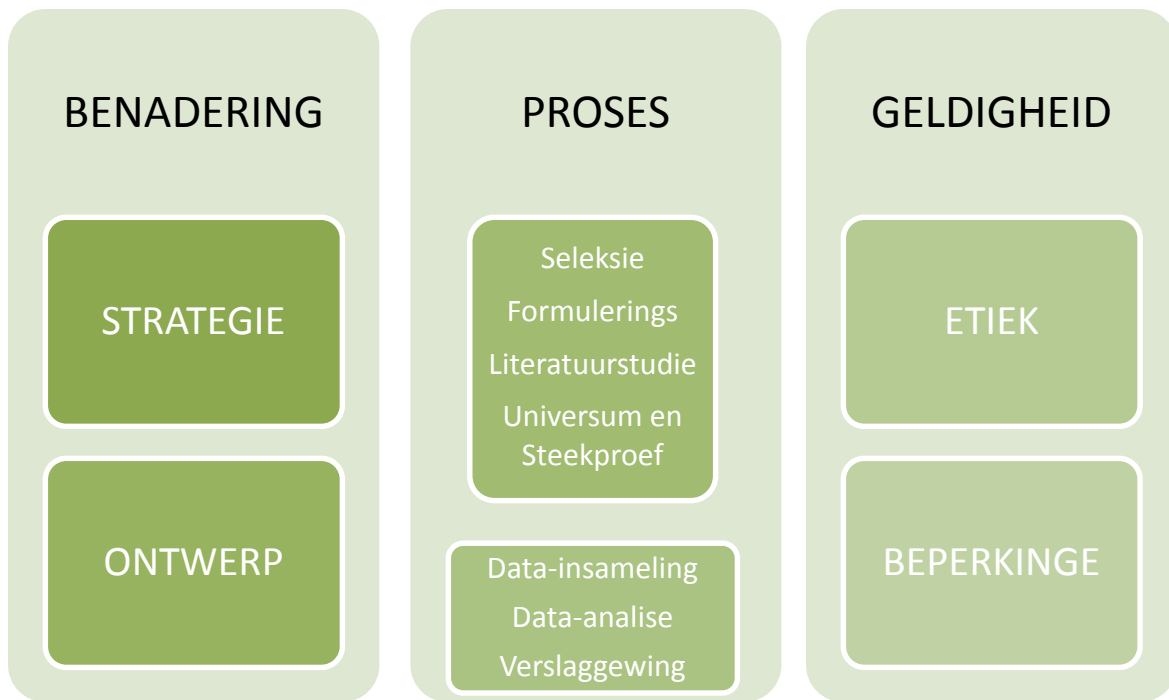 BENADERING
STRATEGIE
ONTWERP
PROSES
Seleksie
Formulerings
Literatuurstudie
Universum en
Steekproef
Data-insameling
Data-analise
Verslaggewing
GELDIGHEID
ETIEK
BEPERKINGE